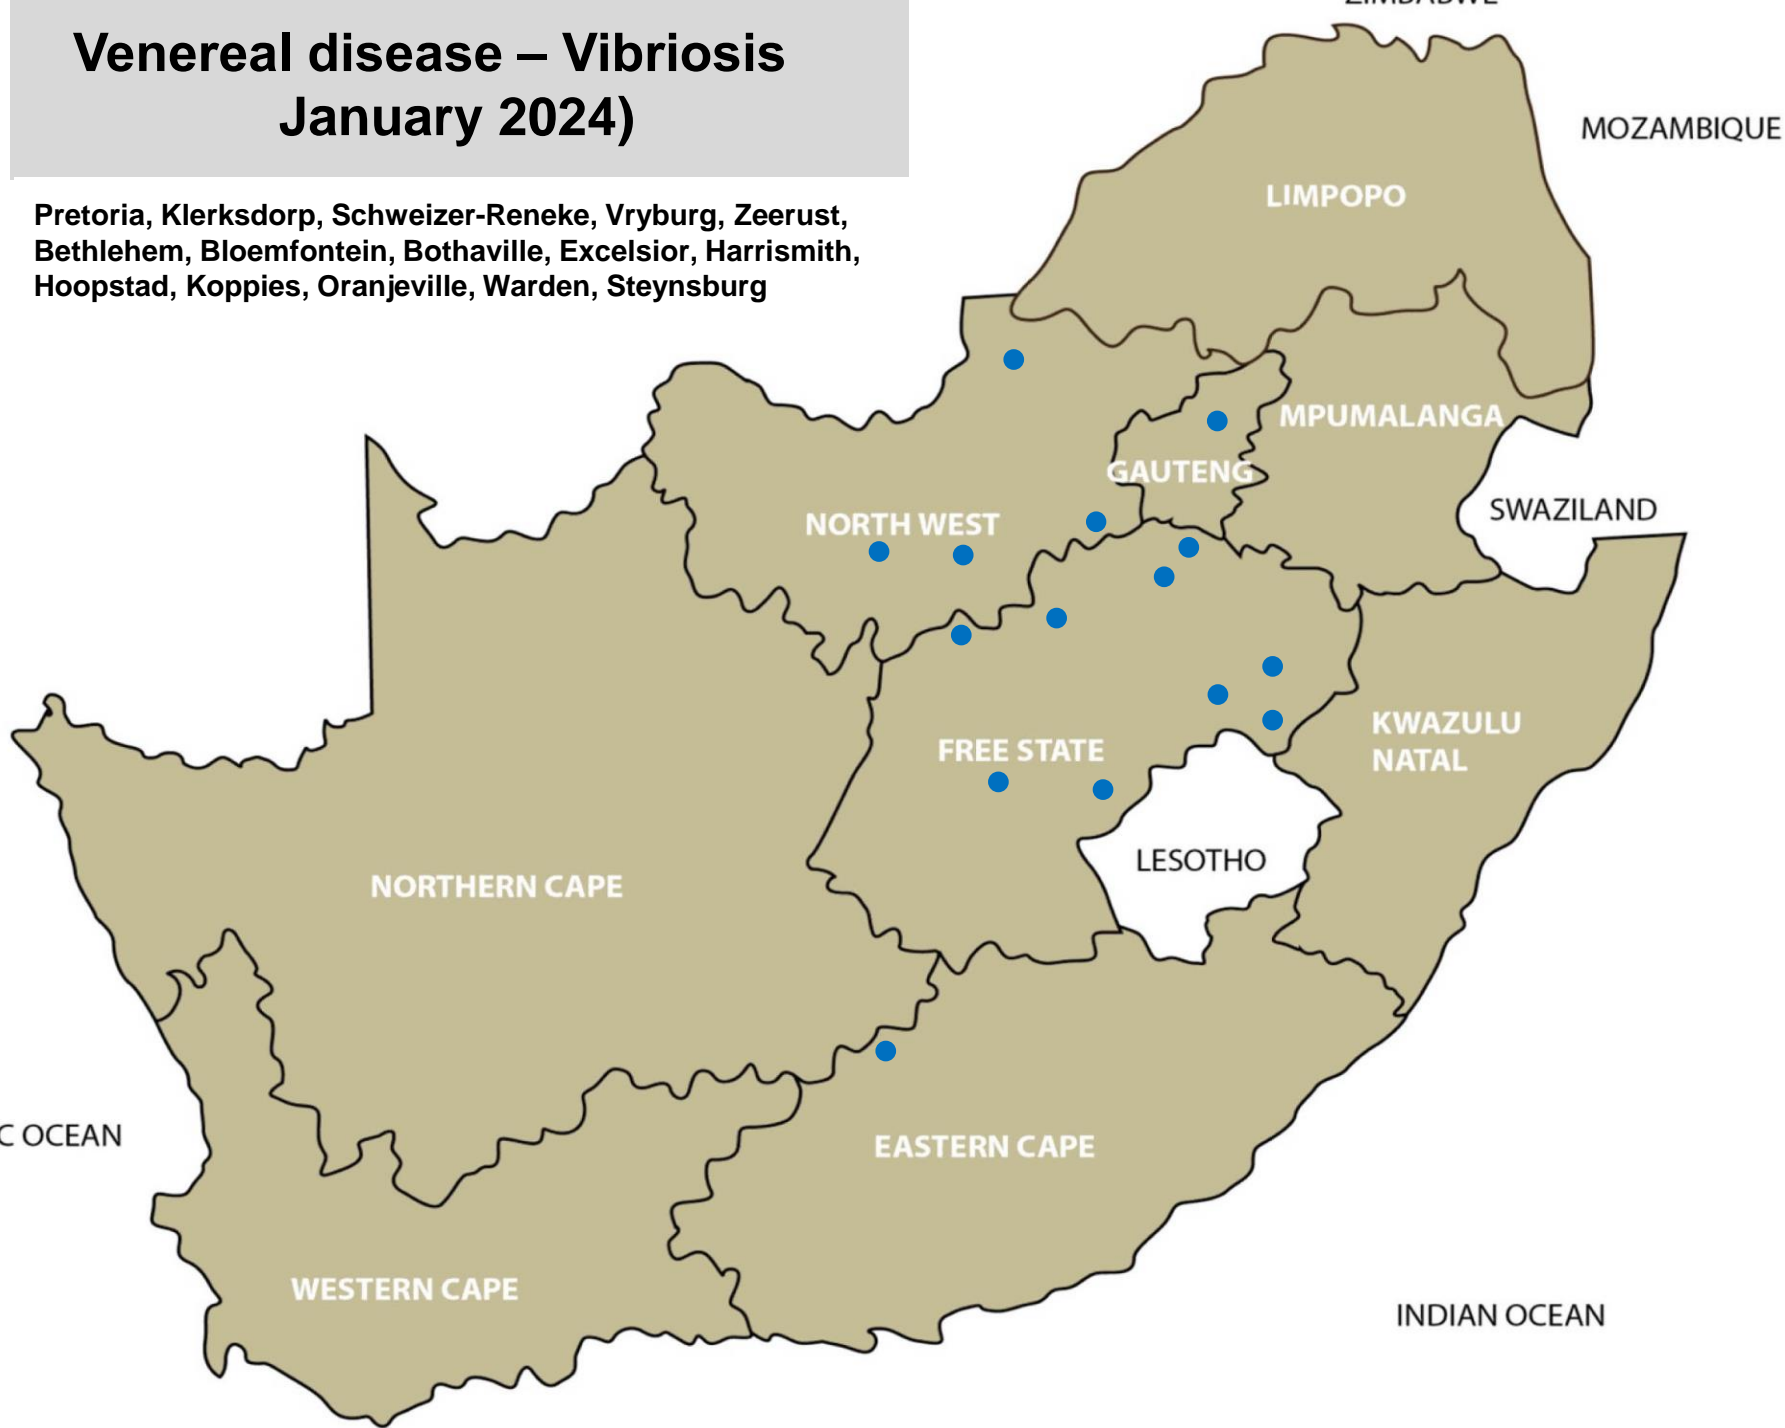 Venereal disease – Vibriosis
January 2024)
Pretoria, Klerksdorp, Schweizer-Reneke, Vryburg, Zeerust,
Bethlehem, Bloemfontein, Bothaville, Excelsior, Harrismith,
Hoopstad, Koppies, Oranjeville, Warden, Steynsburg
ZIMBABWE
MOZAMBIQUE
LIMPOPO
MPUMALANGA
GAUTENG
SWAZILAND
NORTH WEST
KWAZULU
NATAL
FREE STATE
LESOTHO
NORTHERN CAPE
C OCEAN
EASTERN CAPE
WESTERN CAPE
INDIAN OCEAN